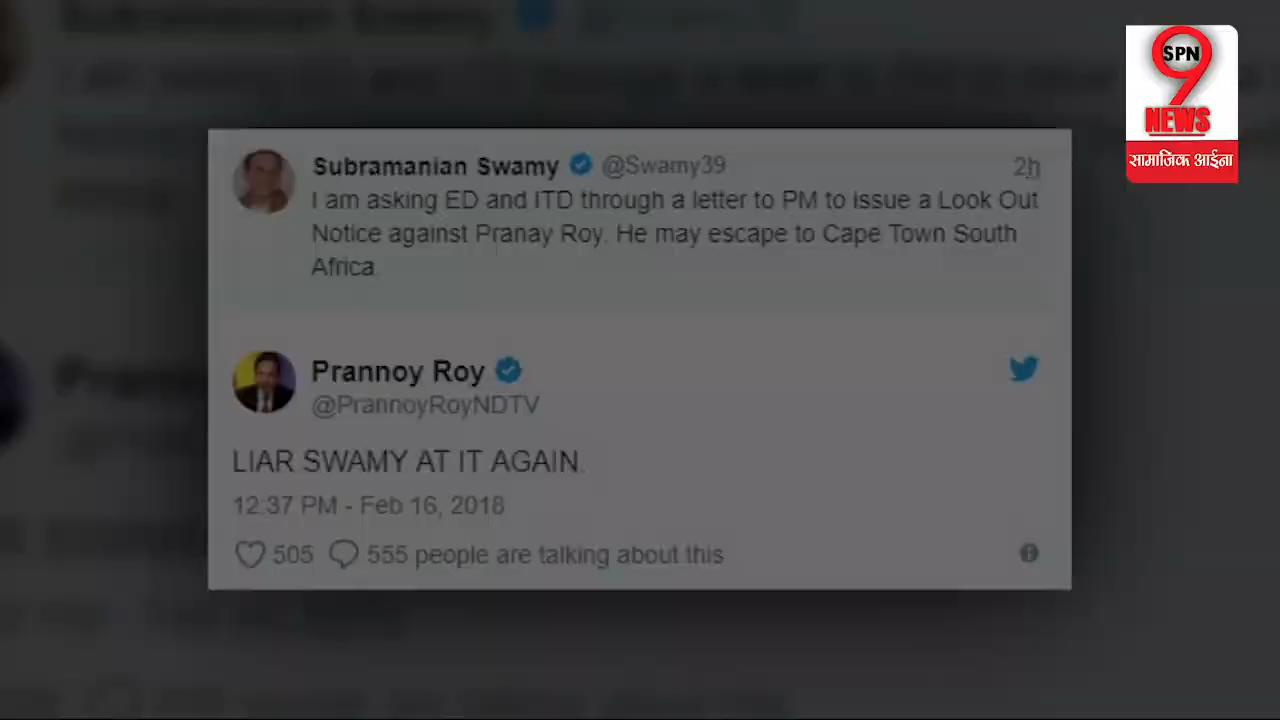 SPN
9
NEWS
सामाजिक आईना
Subramanian Swamy @Swamy39 2h
I am asking ED and ITD through a letter to PM to issue a Look Out
Notice against Pranay Roy. He may escape to Cape Town South
Africa.
Prannoy Roy
@PrannoyRoyNDTV
LIAR SWAMY AT IT AGAIN.
12:37 PM - Feb 16, 2018
505 555 people are talking about this